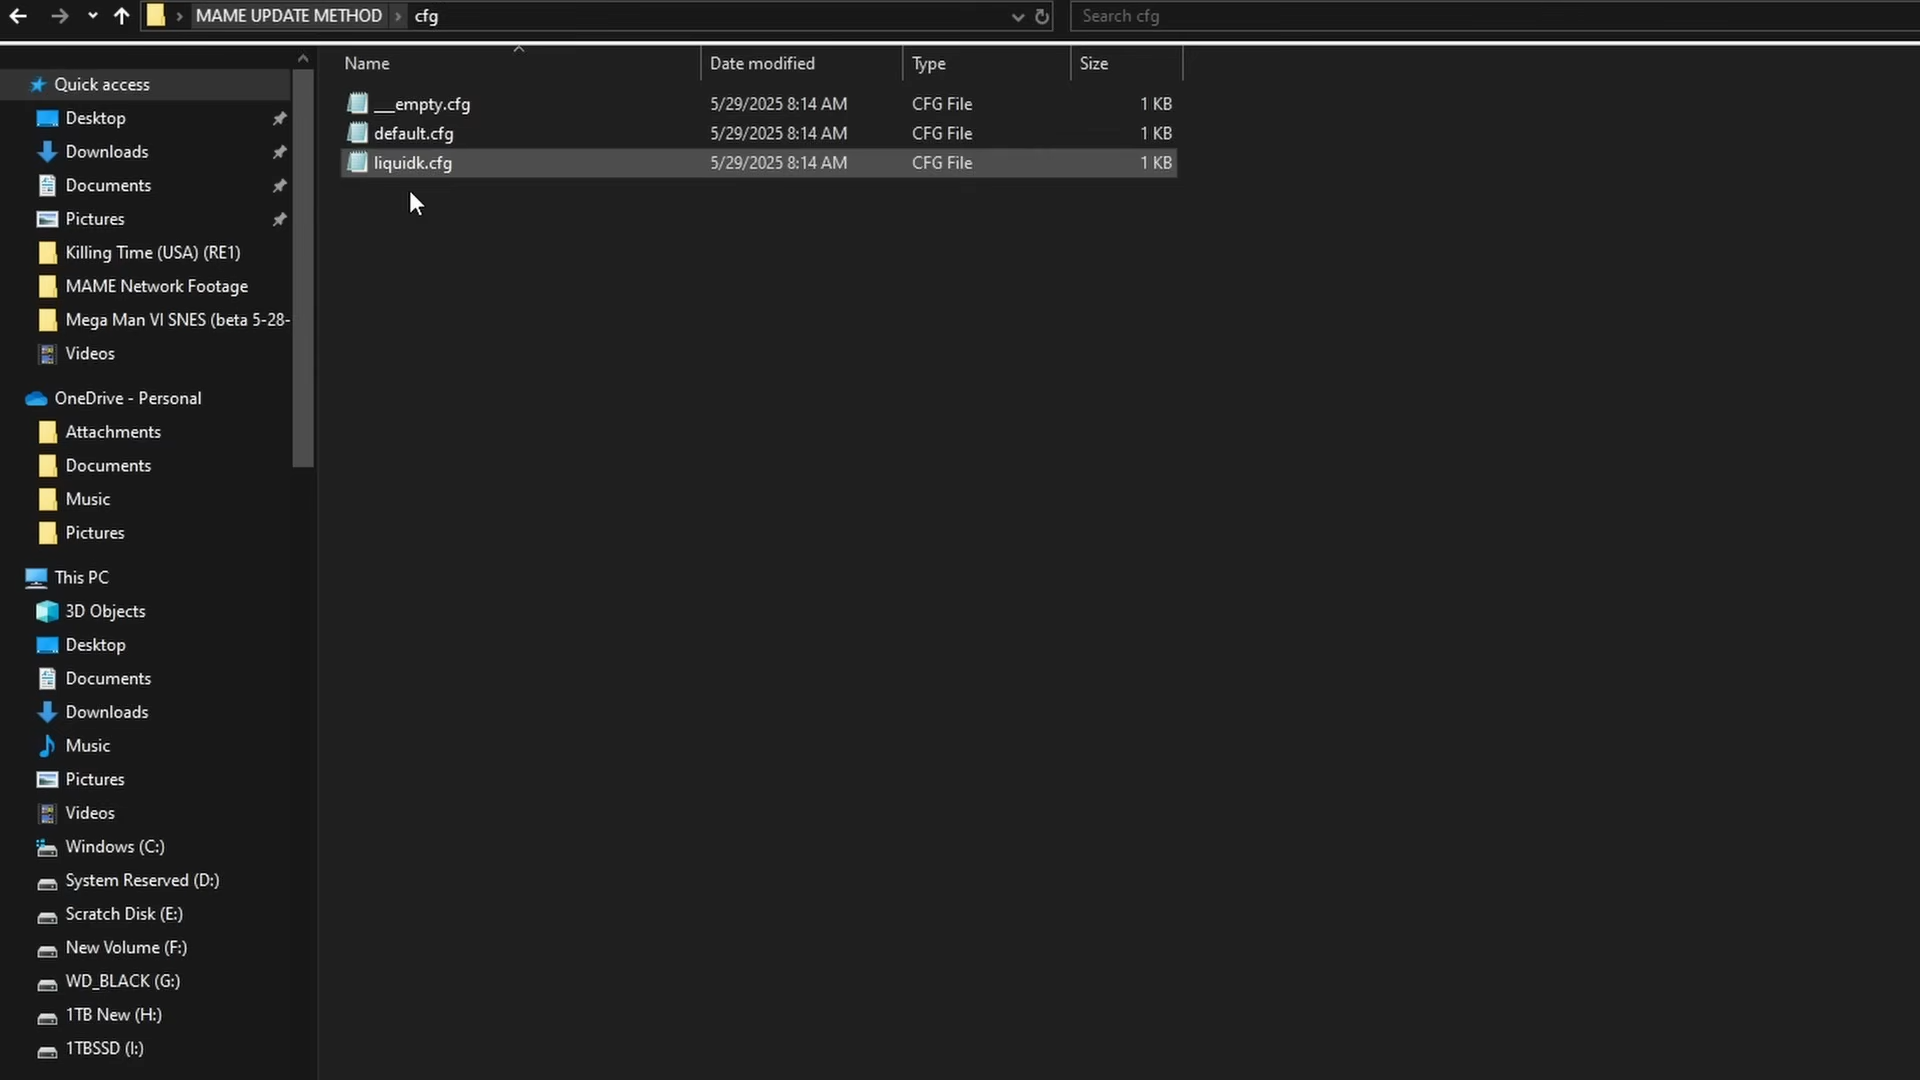 MAME UPDATE METHOD > cfg
Search cfg
Name Date modified Type Size
___empty.cfg 5/29/2025 8:14 AM CFG File 1 KB
default.cfg 5/29/2025 8:14 AM CFG File 1 KB
liquidk.cfg 5/29/2025 8:14 AM CFG File 1 KB
Quick access
Desktop
Downloads
Documents
Pictures
Killing Time (USA) (RE1)
MAME Network Footage
Mega Man VI SNES (beta 5-28-
Videos
OneDrive - Personal
Attachments
Documents
Music
Pictures
This PC
3D Objects
Desktop
Documents
Downloads
Music
Pictures
Videos
Windows (C:)
System Reserved (D:)
Scratch Disk (E:)
New Volume (F:)
WD_BLACK (G:)
1TB New (H:)
1TBSSD (I:)